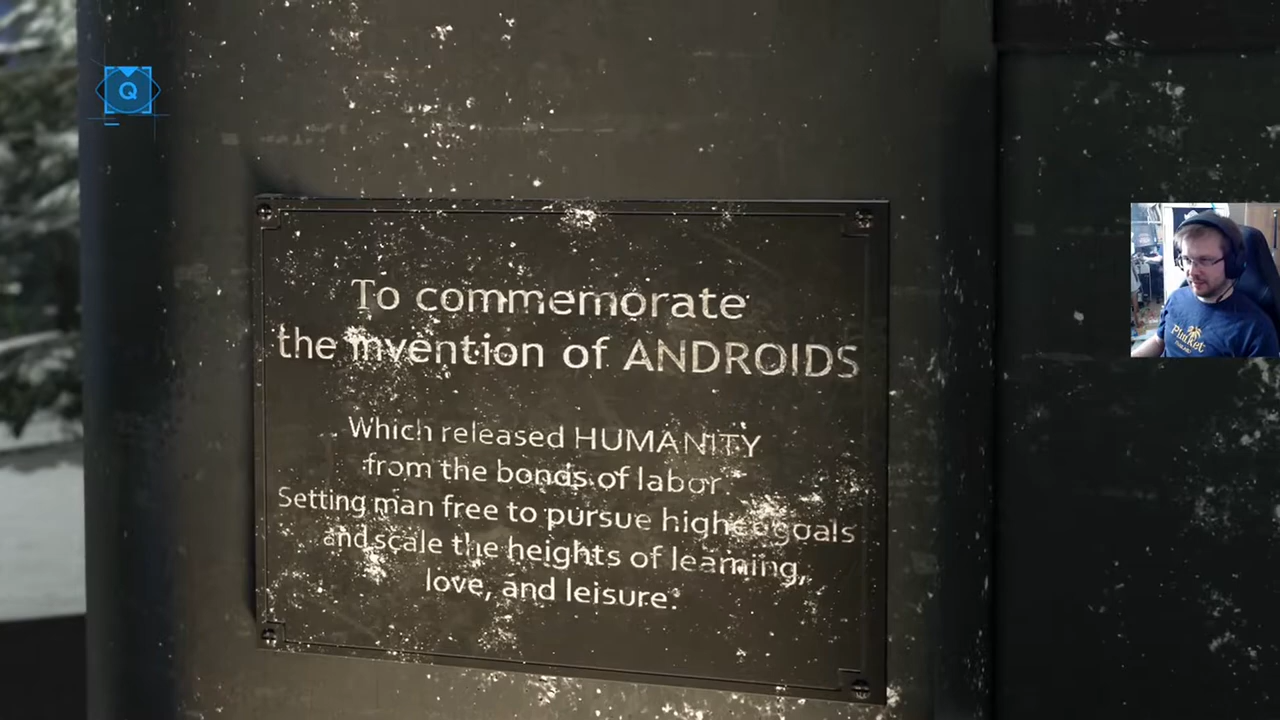 Q
To commemorate
the invention of ANDROIDS
Which released HUMANITY
from the bonds of labor.
Setting man free to pursue higher goals
and scale the heights of learning,
love, and leisure.
Phuket